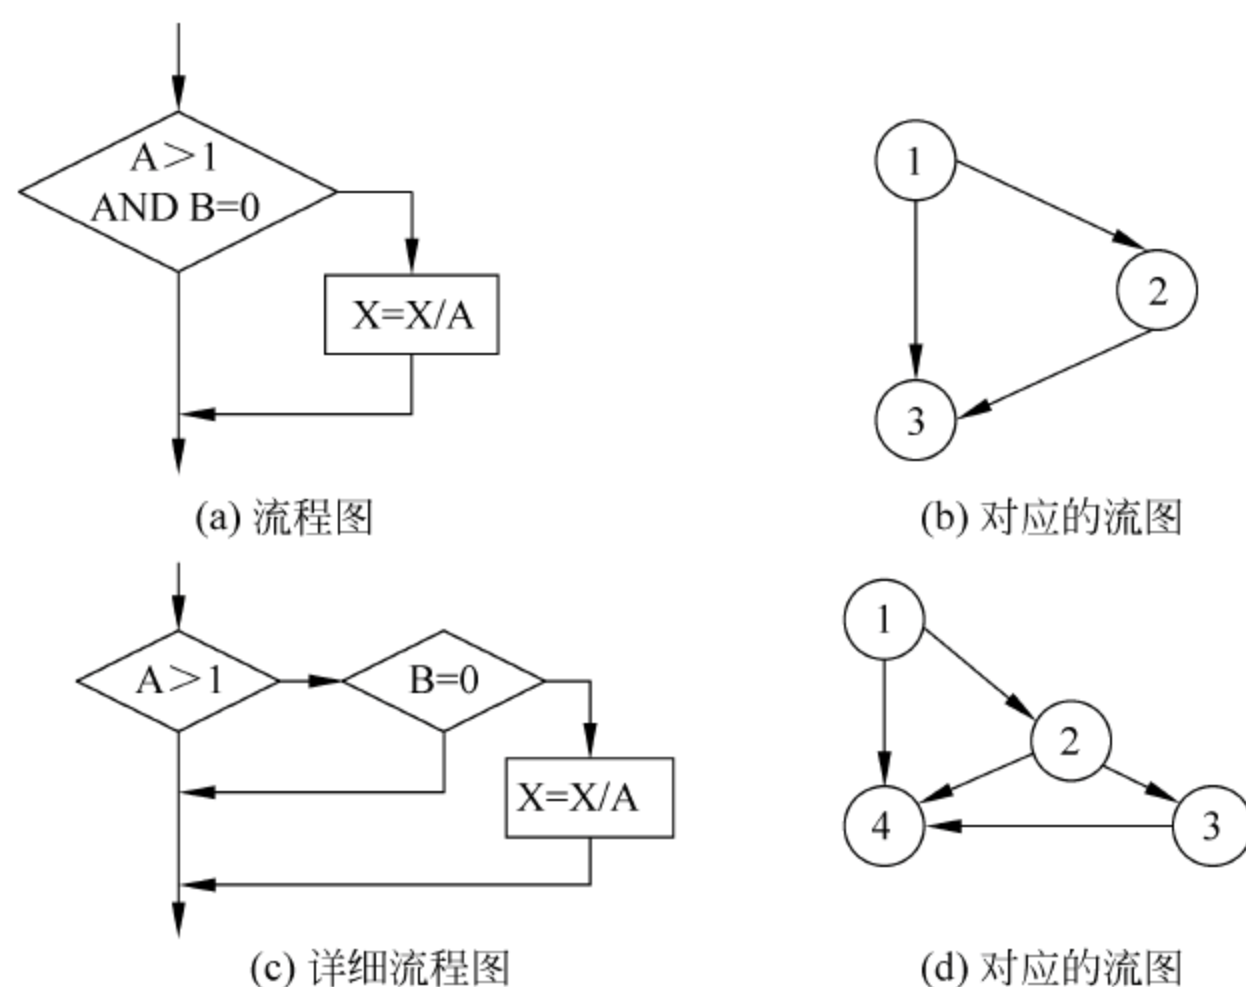 A＞1
AND B=0
X=X/A
1
2
3
(a) 流程图
(b) 对应的流图
A＞1
B=0
X=X/A
1
2
4
3
(c) 详细流程图
(d) 对应的流图